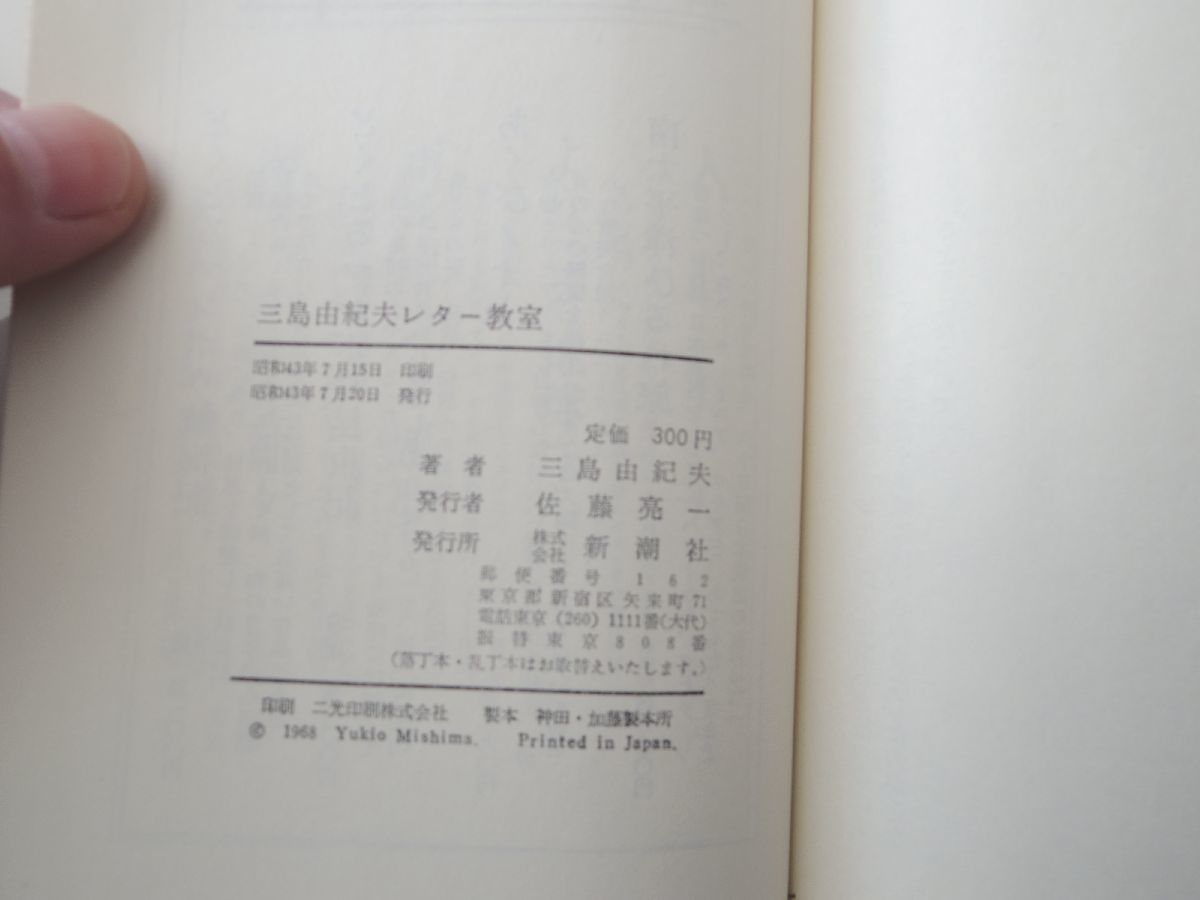 三島由紀夫レター教室
昭和43年7月15日 印刷
昭和43年7月20日 発行
定価 300円
著者 三島由紀夫
発行者 佐藤亮一
発行所 株式会社 新潮社
郵便番号 162
東京都新宿区矢来町71
電話東京(260)1111番(大代)
振替東京808番
(落丁本・乱丁本はお取替えいたします。)
印刷 二光印刷株式会社 製本 神田・加藤製本所
© 1968 Yukio Mishima. Printed in Japan.